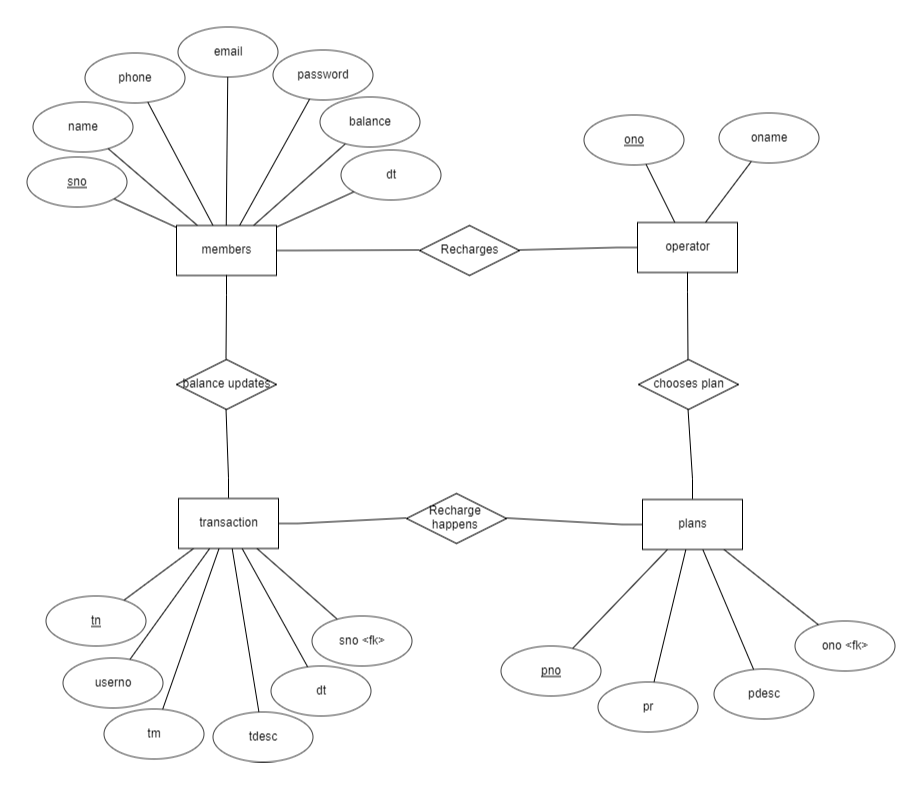 email
phone
password
name
balance
sno
dt
ono
oname
members
Recharges
operator
balance updates
chooses plan
transaction
Recharge
happens
plans
tn
sno <fk>
userno
dt
tm
tdesc
pno
ono <fk>
pr
pdesc